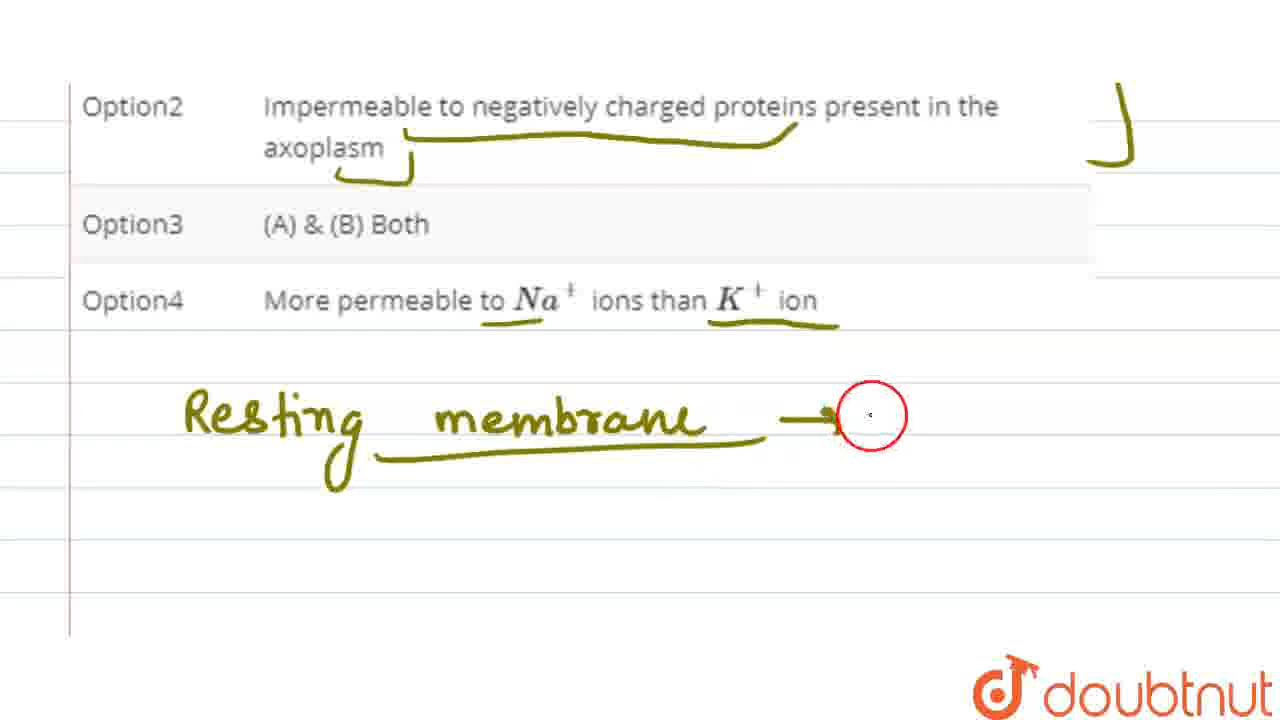 Option2 Impermeable to negatively charged proteins present in the
axoplasm
Option3 (A) & (B) Both
Option4 More permeable to Na⁺ ions than K⁺ ion
Resting membrane →
doubtnut